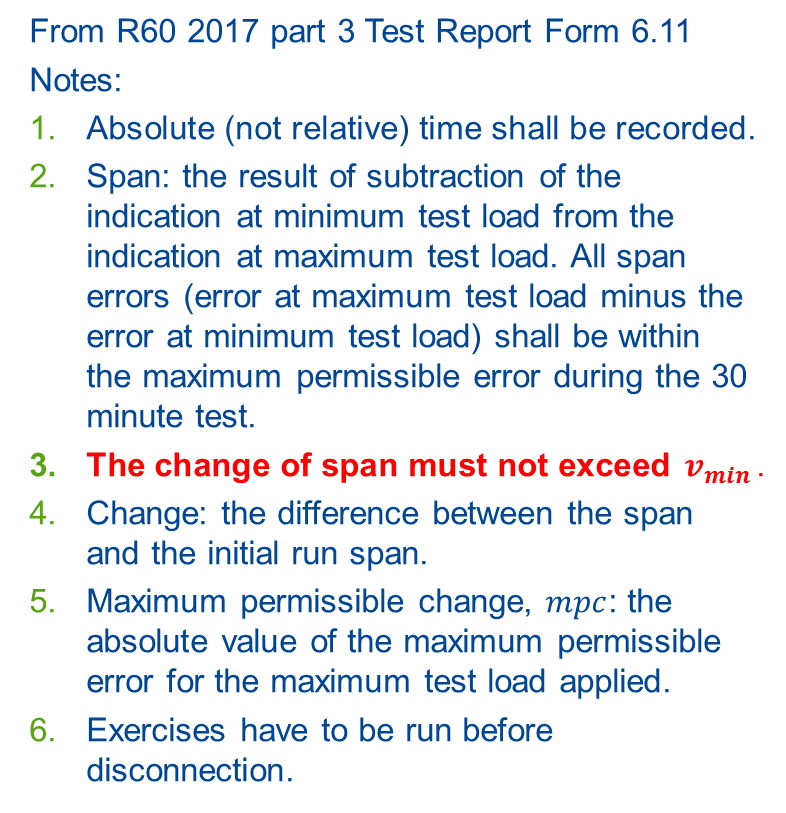 From R60 2017 part 3 Test Report Form 6.11
Notes:
1. Absolute (not relative) time shall be recorded.
2. Span: the result of subtraction of the
indication at minimum test load from the
indication at maximum test load. All span
errors (error at maximum test load minus the
error at minimum test load) shall be within
the maximum permissible error during the 30
minute test.
3. The change of span must not exceed v_min.
4. Change: the difference between the span
and the initial run span.
5. Maximum permissible change, mpc: the
absolute value of the maximum permissible
error for the maximum test load applied.
6. Exercises have to be run before
disconnection.